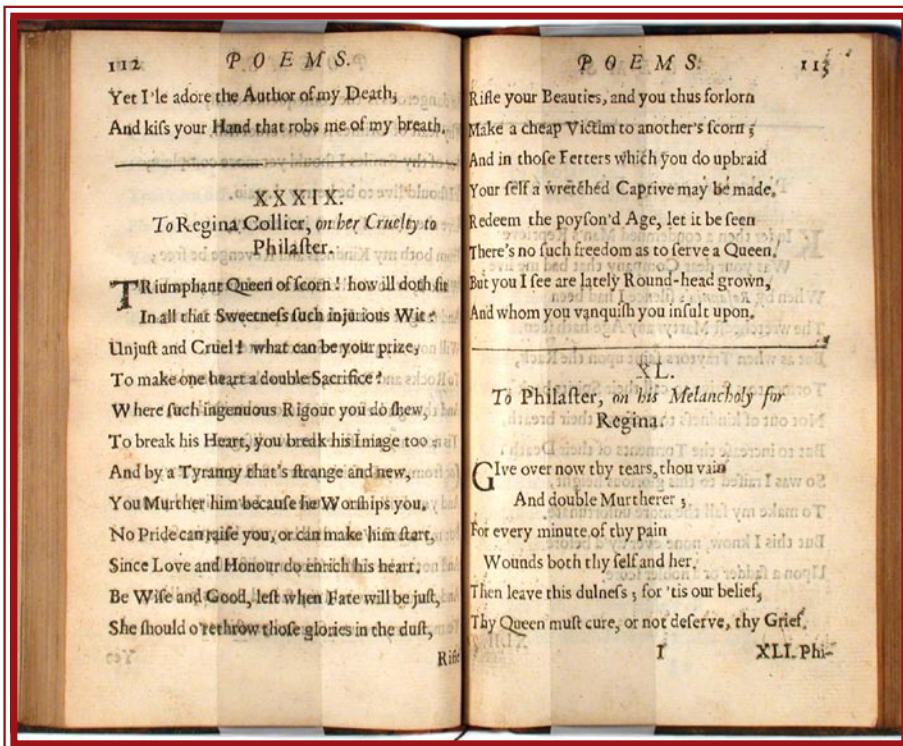 112 POEMS.
Yet I'le adore the Author of my Death,
And kiſs your Hand that robs me of my breath.
XXXIX.
To Regina Collier, on her Cruelty to
Philaſter.
TRiumphant Queen of ſcorn! how ill doth ſit
In all that Sweetneſs ſuch injurious Wit?
Unjuſt and Cruel! what can be your prize,
To make one heart a double Sacrifice?
Where ſuch ingenuous Rigour you do ſhew,
To break his Heart, you break his Image too;
And by a Tyranny that's ſtrange and new,
You Murther him becauſe he Worſhips you.
No Pride can raiſe you, or can make him ſtart,
Since Love and Honour do enrich his heart.
Be Wiſe and Good, leſt when Fate will be juſt,
She ſhould o'rethrow thoſe glories in the duſt,
Rifle
POEMS. 113
Rifle your Beauties, and you thus forlorn
Make a cheap Victim to another's ſcorn;
And in thoſe Fetters which you do upbraid
Your ſelf a wretched Captive may be made.
Redeem the poyſon'd Age, let it be ſeen
There's no ſuch freedom as to ſerve a Queen.
But you I ſee are lately Round-head grown,
And whom you vanquiſh you inſult upon.
XL.
To Philaſter, on his Melancholy for
Regina.
GIve over now thy tears, thou vain
And double Murtherer;
For every minute of thy pain
Wounds both thy ſelf and her.
Then leave this dulneſs; for 'tis our belief,
Thy Queen muſt cure, or not deſerve, thy Grief.
I XLI. Phi-